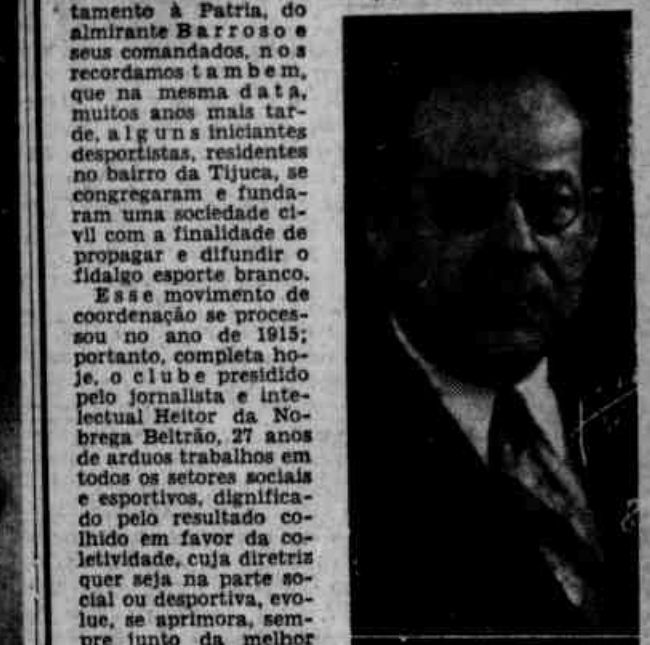 tamento à Patria, do
almirante Barroso e
seus comandados, nos
recordamos tambem,
que na mesma data,
muitos anos mais tar-
de, alguns iniciantes
desportistas, residentes
no bairro da Tijuca, se
congregaram e funda-
ram uma sociedade ci-
vil com a finalidade de
propagar e difundir o
fidalgo esporte branco.
Esse movimento de
coordenação se proces-
sou no ano de 1915;
portanto, completa ho-
je, o clube presidido
pelo jornalista e inte-
lectual Heitor da No-
brega Beltrão, 27 anos
de arduos trabalhos em
todos os setores sociais
e esportivos, dignifica-
do pelo resultado co-
lhido em favor da co-
letividade, cuja diretriz
quer seja na parte so-
cial ou desportiva, evo-
lue, se aprimora, sem-
pre junto da melhor